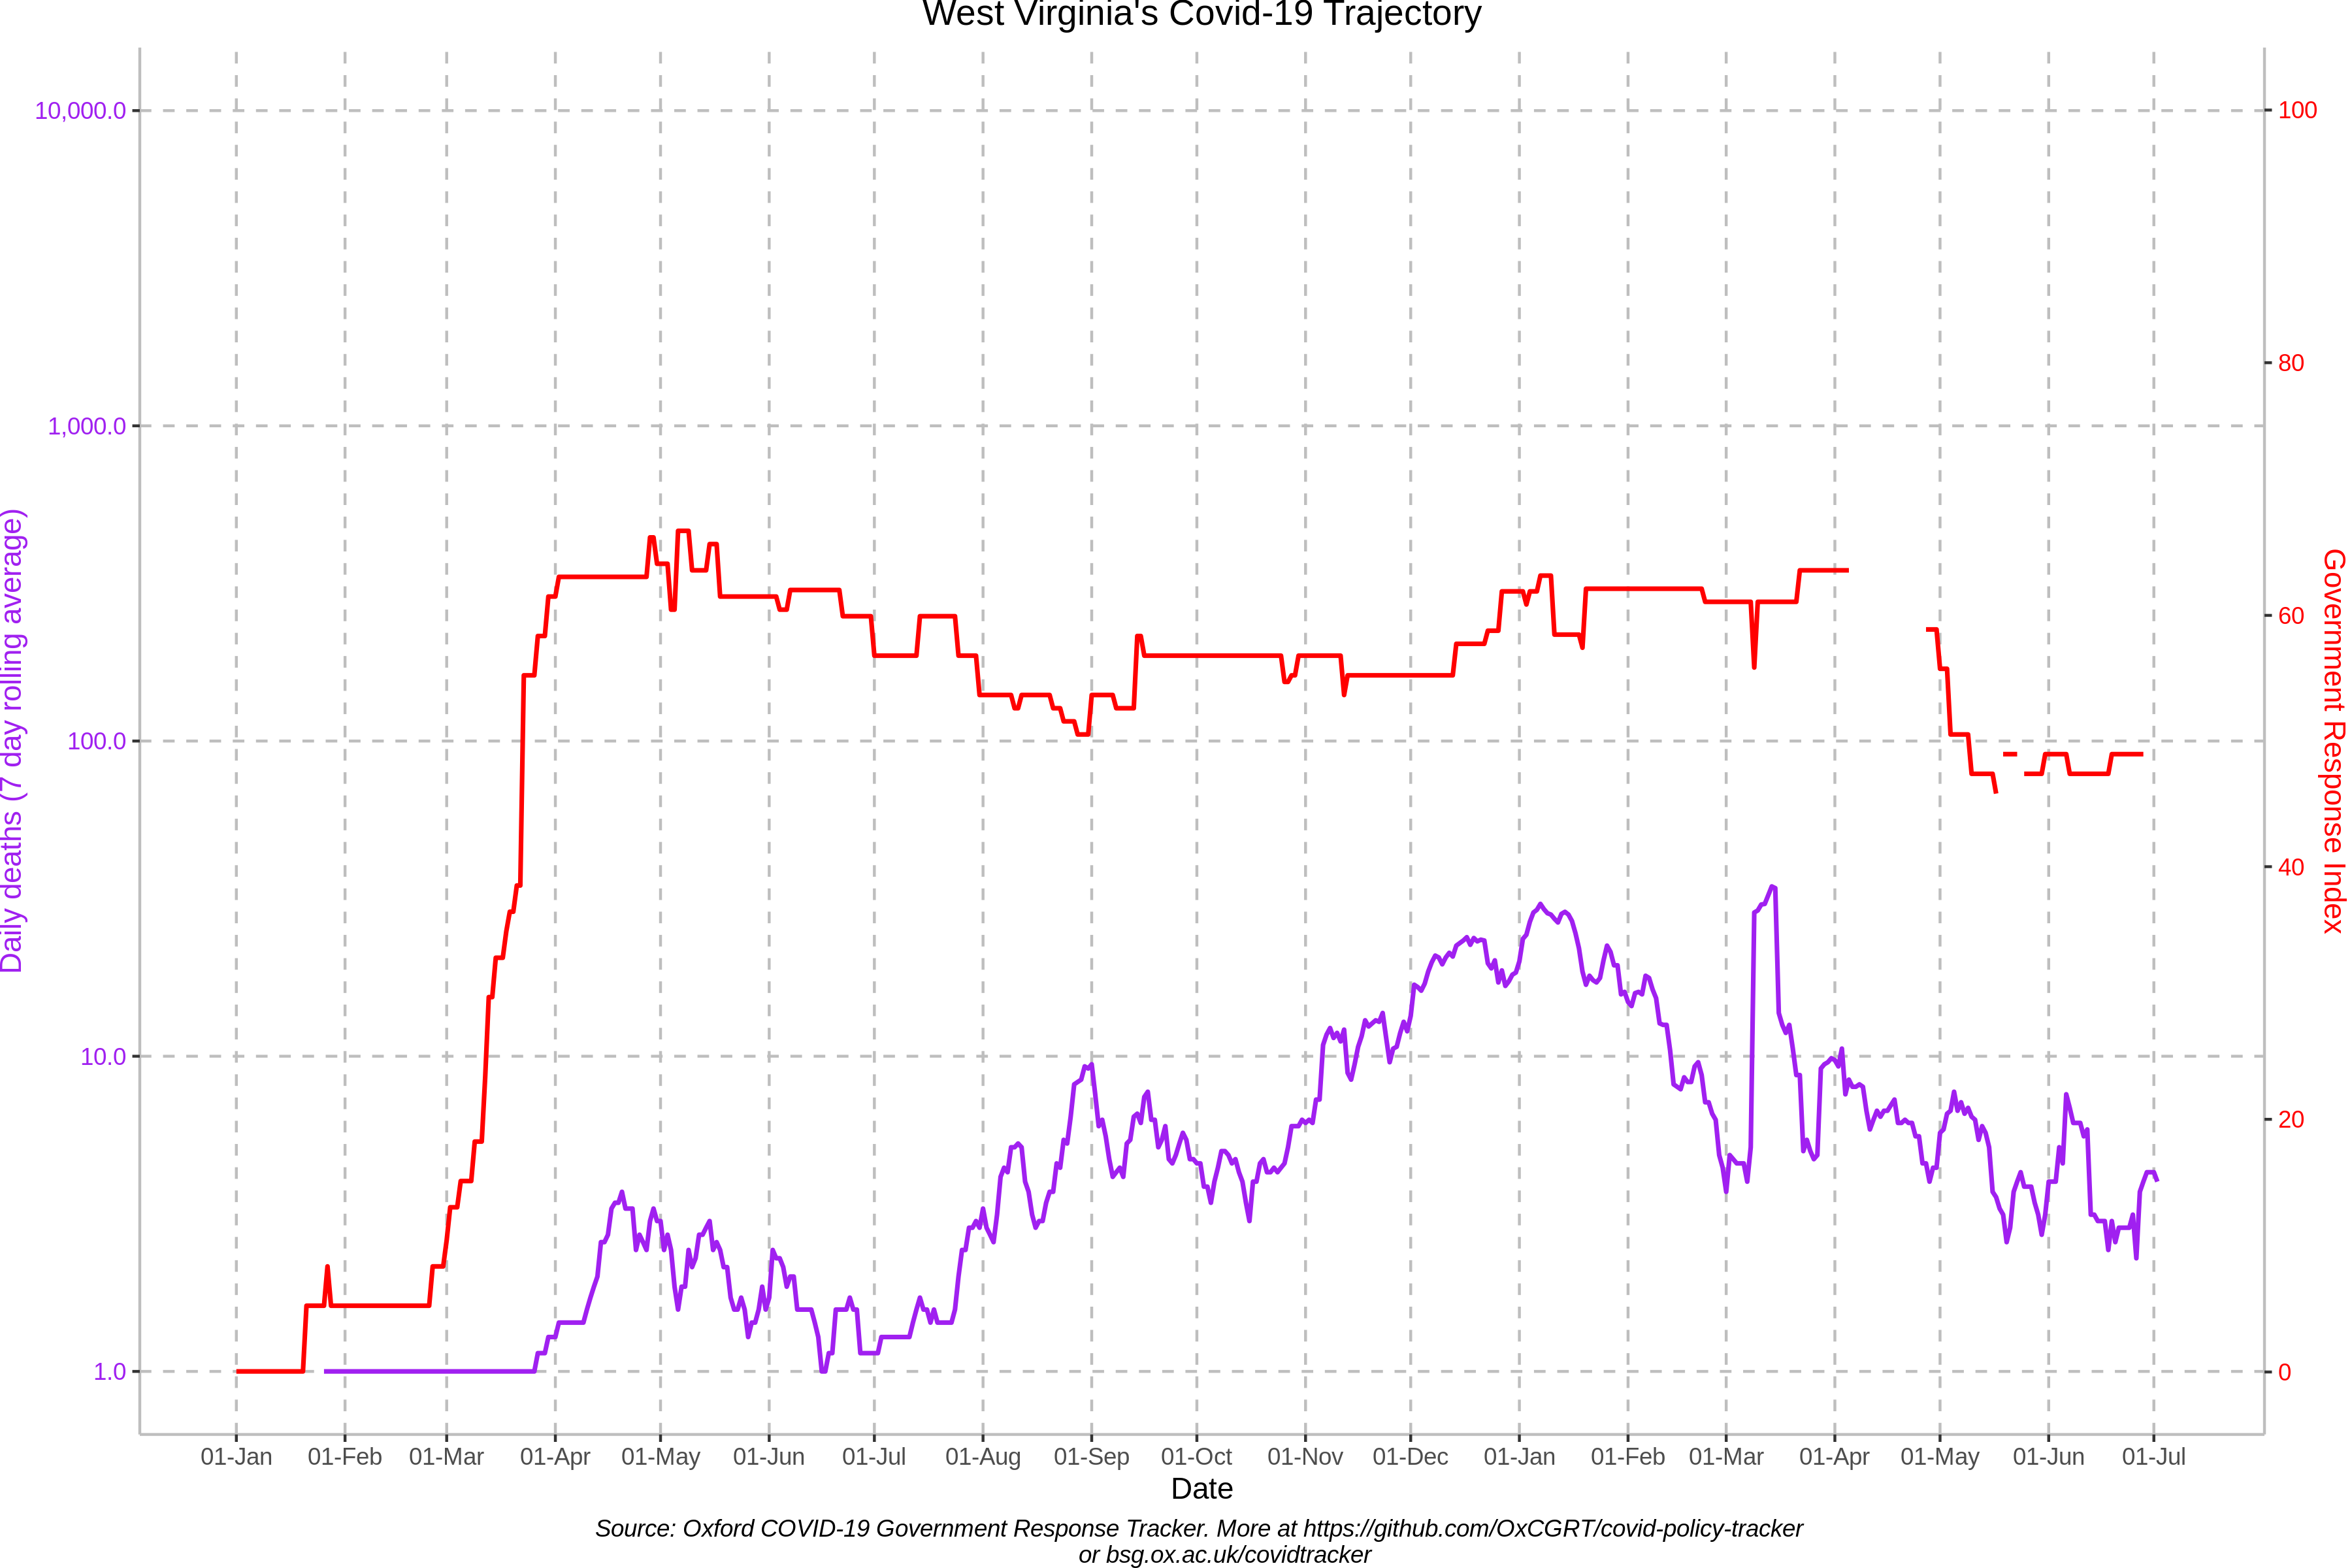 West Virginia's Covid-19 Trajectory
10,000.0
1,000.0
100.0
10.0
1.0
Daily deaths (7 day rolling average)
100
80
60
40
20
0
Government Response Index
01-Jan 01-Feb 01-Mar 01-Apr 01-May 01-Jun 01-Jul 01-Aug 01-Sep 01-Oct 01-Nov 01-Dec 01-Jan 01-Feb 01-Mar 01-Apr 01-May 01-Jun 01-Jul
Date
Source: Oxford COVID-19 Government Response Tracker. More at https://github.com/OxCGRT/covid-policy-tracker
or bsg.ox.ac.uk/covidtracker